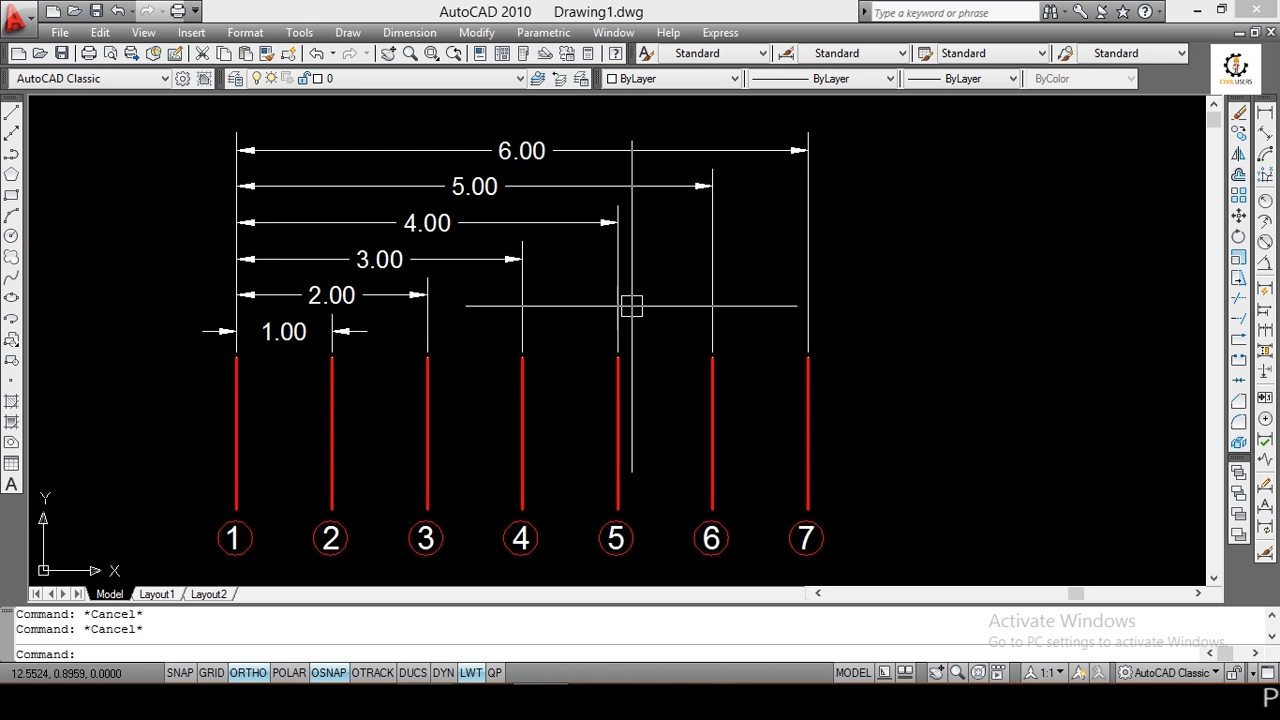 AutoCAD 2010 Drawing1.dwg
Type a keyword or phrase
File Edit View Insert Format Tools Draw Dimension Modify Parametric Window Help Express
Standard Standard Standard Standard
AutoCAD Classic 0 ByLayer ByLayer ByLayer ByColor
CIVIL USERS
6.00
5.00
4.00
3.00
2.00
1.00
1 2 3 4 5 6 7
Y
X
Model Layout1 Layout2
Command: *Cancel*
Command: *Cancel*
Command:
Activate Windows
Go to PC settings to activate Windows.
12.5524, 0.8959, 0.0000 SNAP GRID ORTHO POLAR OSNAP OTRACK DUCS DYN LWT QP MODEL 1:1 AutoCAD Classic
P